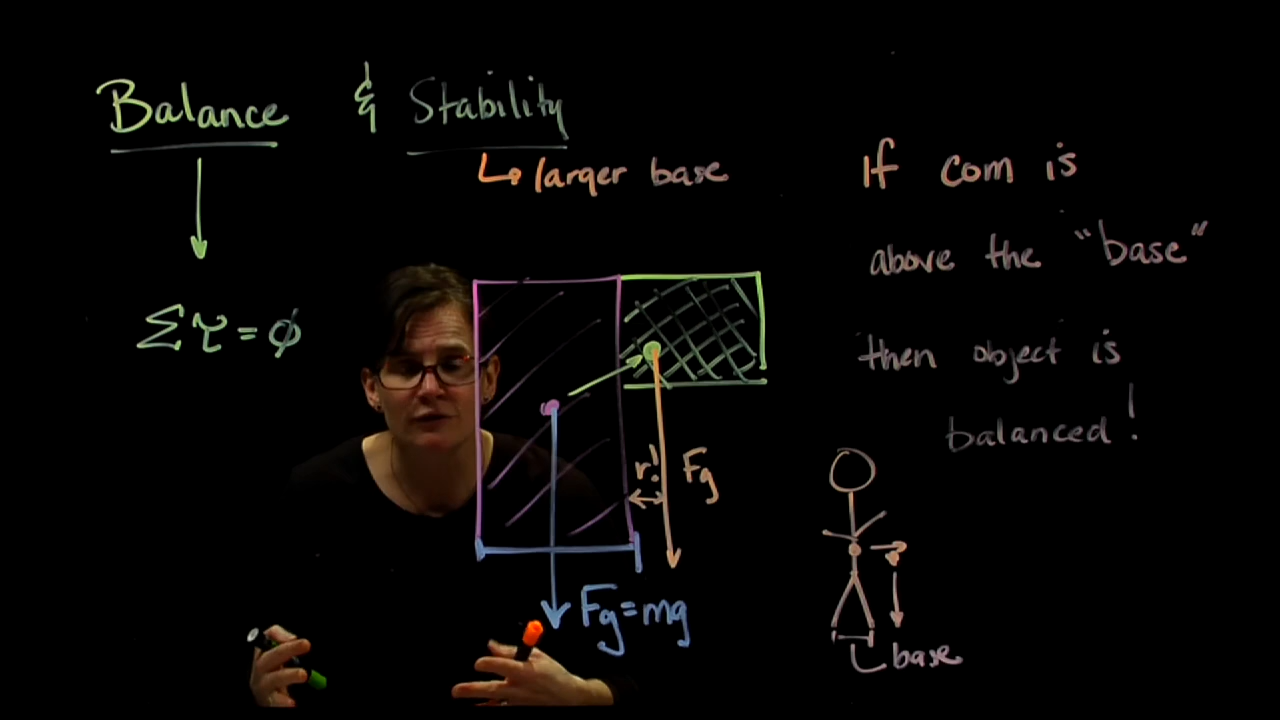 Balance & Stability
↳ larger base
Στ = ϕ
If com is
above the "base"
then object is
balanced!
r!
Fg
Fg=mg
base